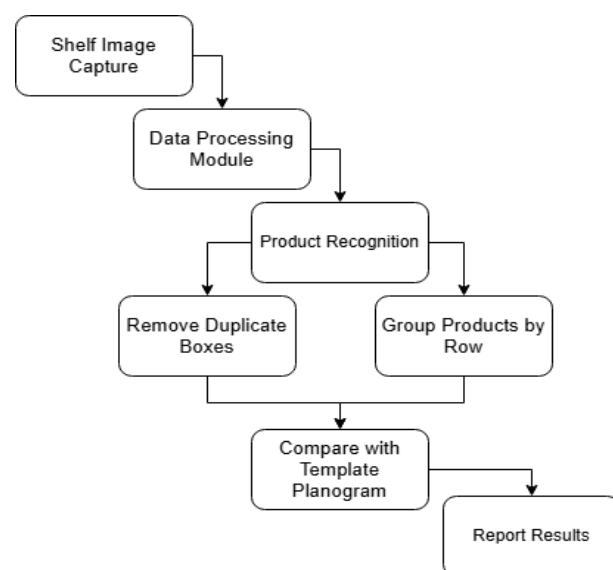 Shelf Image
Capture
Data Processing
Module
Product Recognition
Remove Duplicate
Boxes
Group Products by
Row
Compare with
Template
Planogram
Report Results